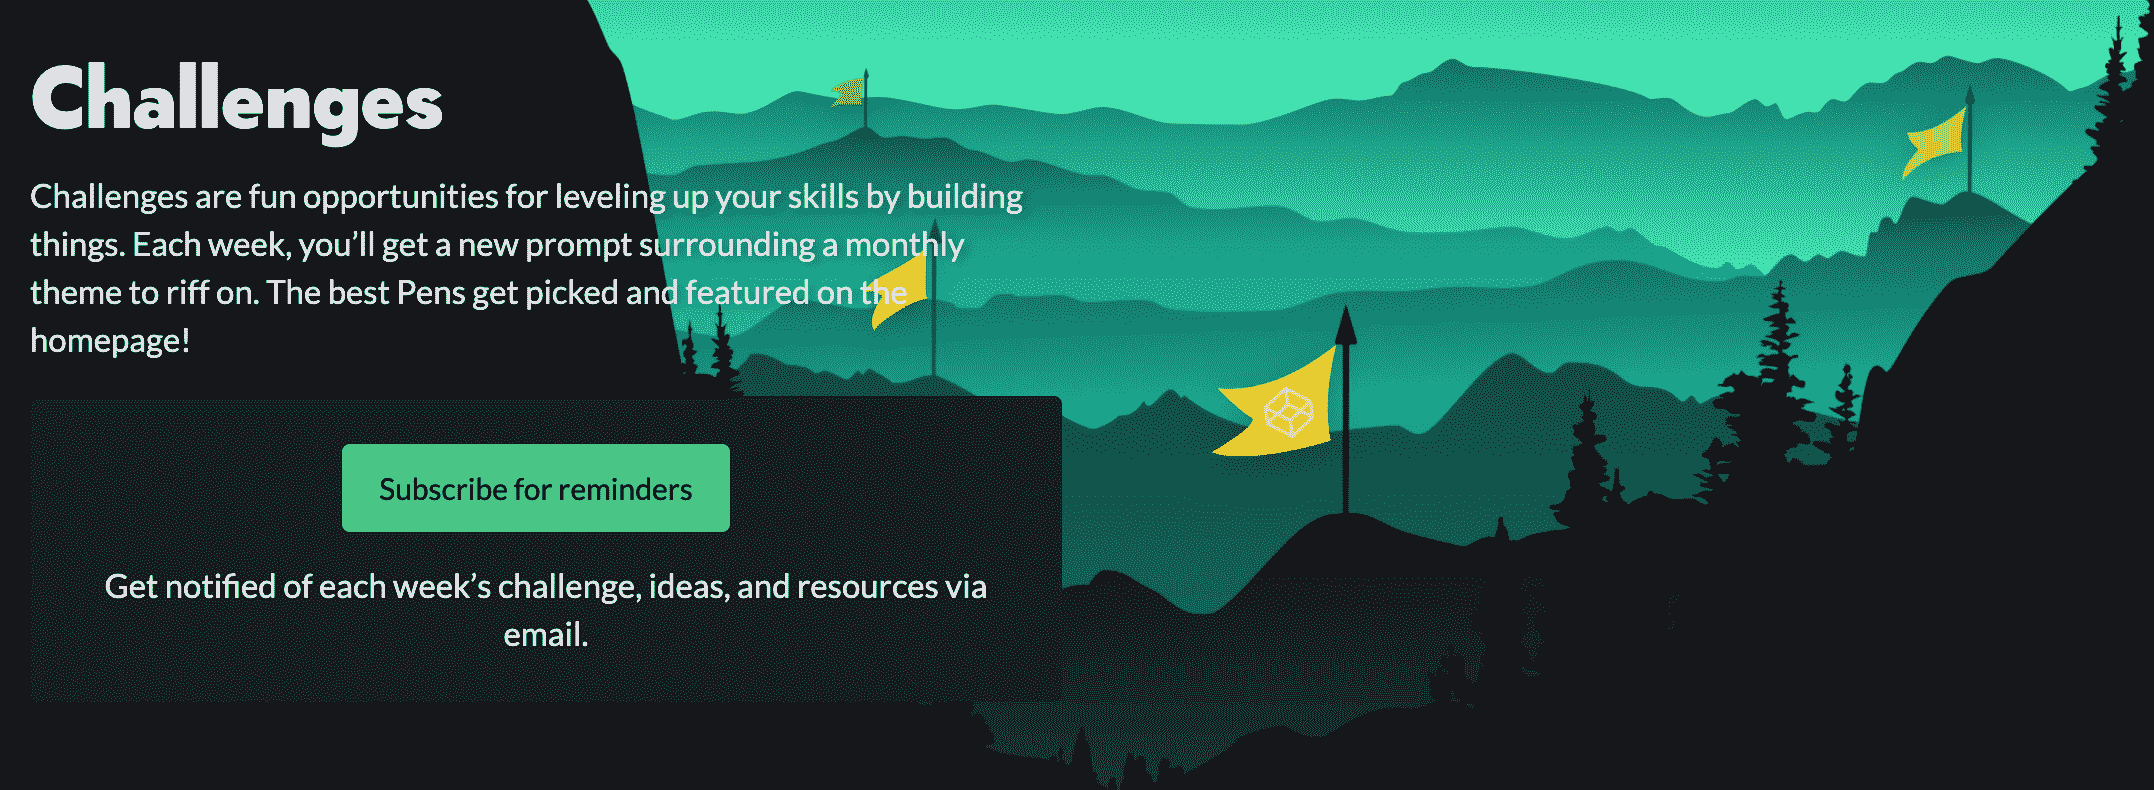 Challenges
Challenges are fun opportunities for leveling up your skills by building
things. Each week, you’ll get a new prompt surrounding a monthly
theme to riff on. The best Pens get picked and featured on the
homepage!
Subscribe for reminders
Get notified of each week’s challenge, ideas, and resources via
email.